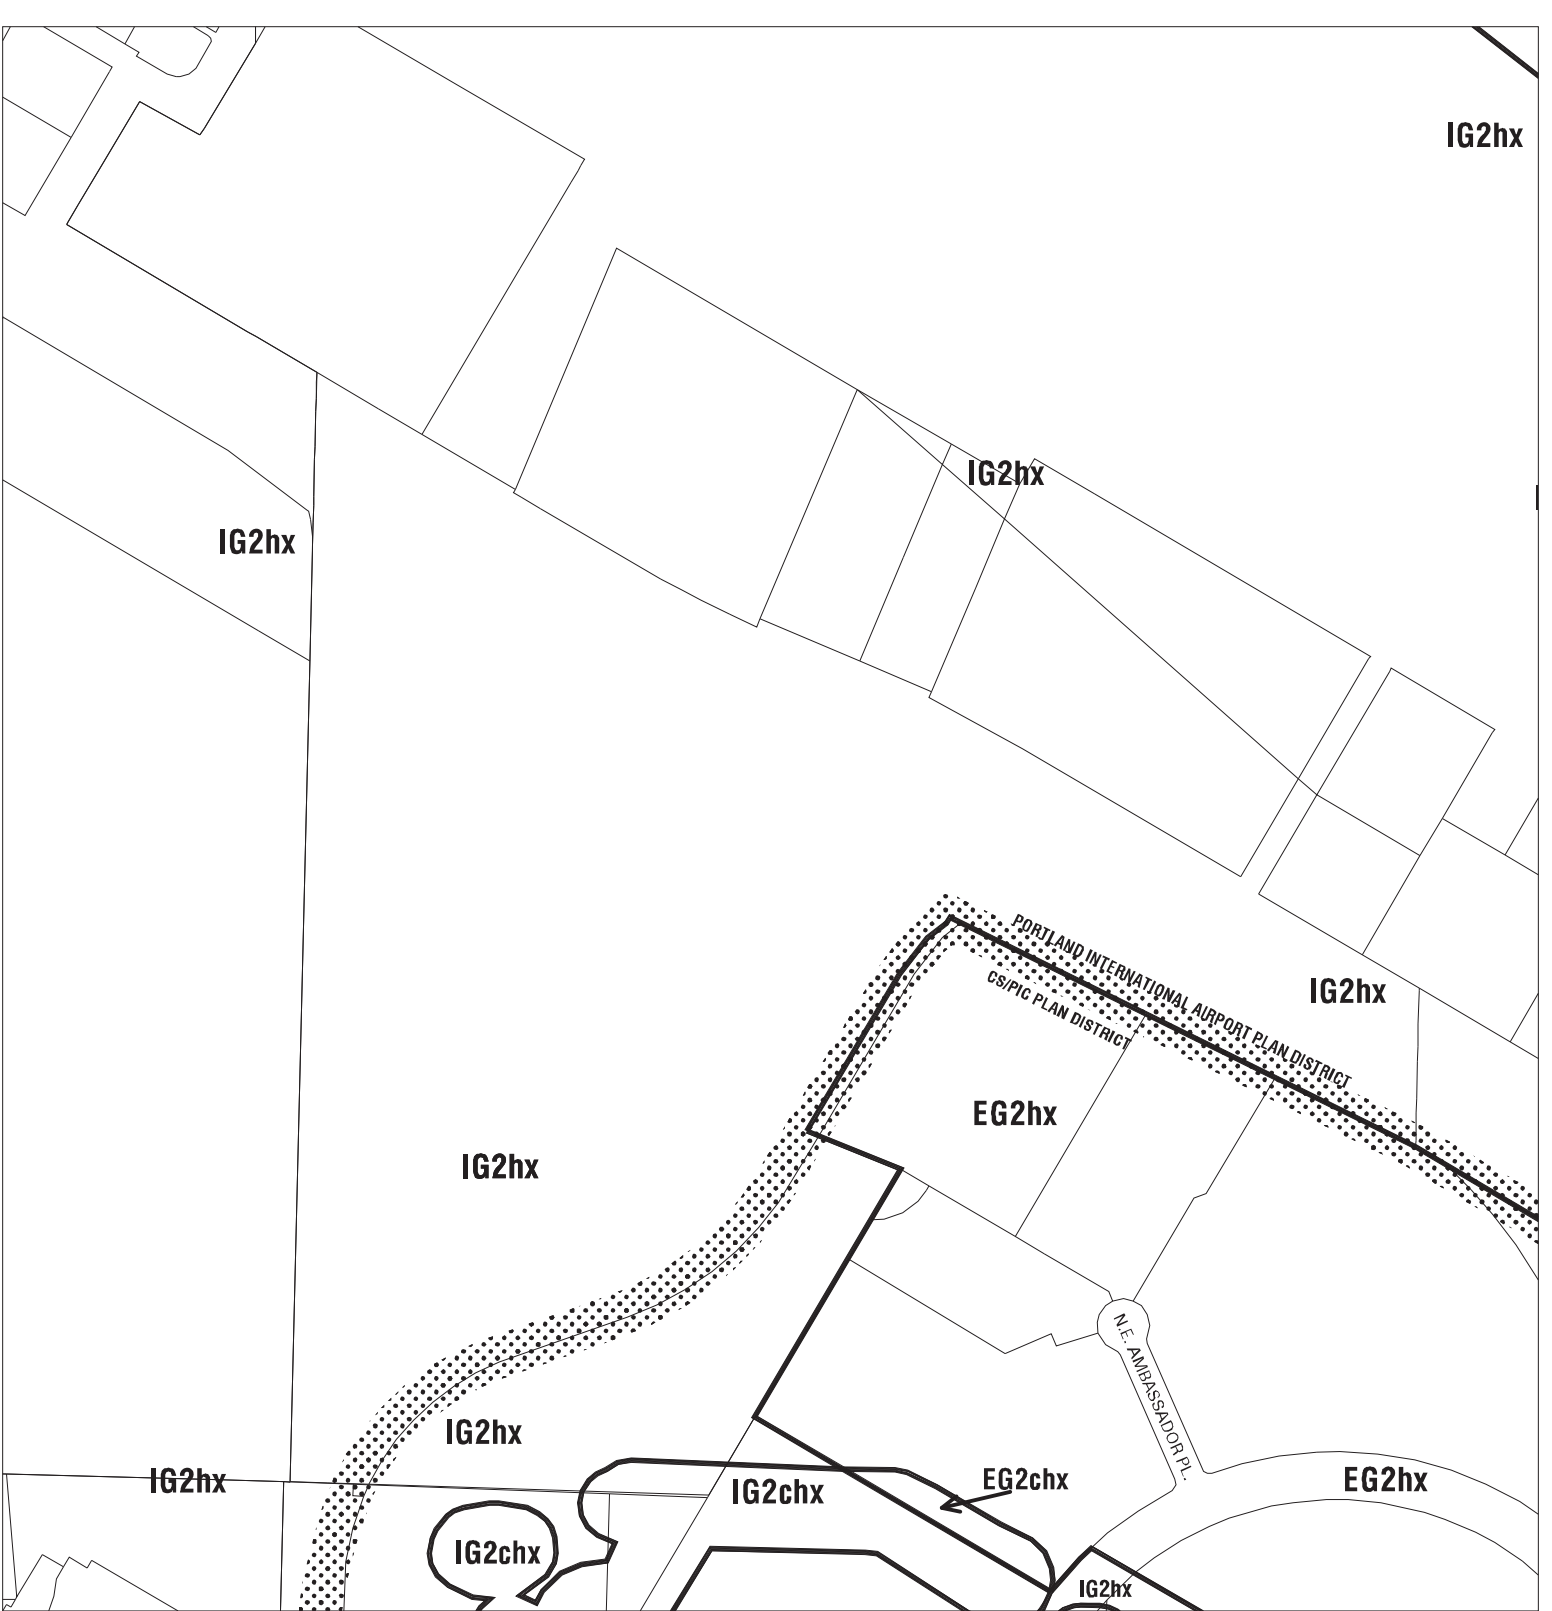 IG2hx
IG2hx
IG2hx
PORTLAND INTERNATIONAL AIRPORT PLAN DISTRICT
CS/PIC PLAN DISTRICT
IG2hx
EG2hx
IG2hx
N.E. AMBASSADOR PL.
IG2hx
IG2hx
IG2chx
EG2chx
EG2hx
IG2chx
IG2hx